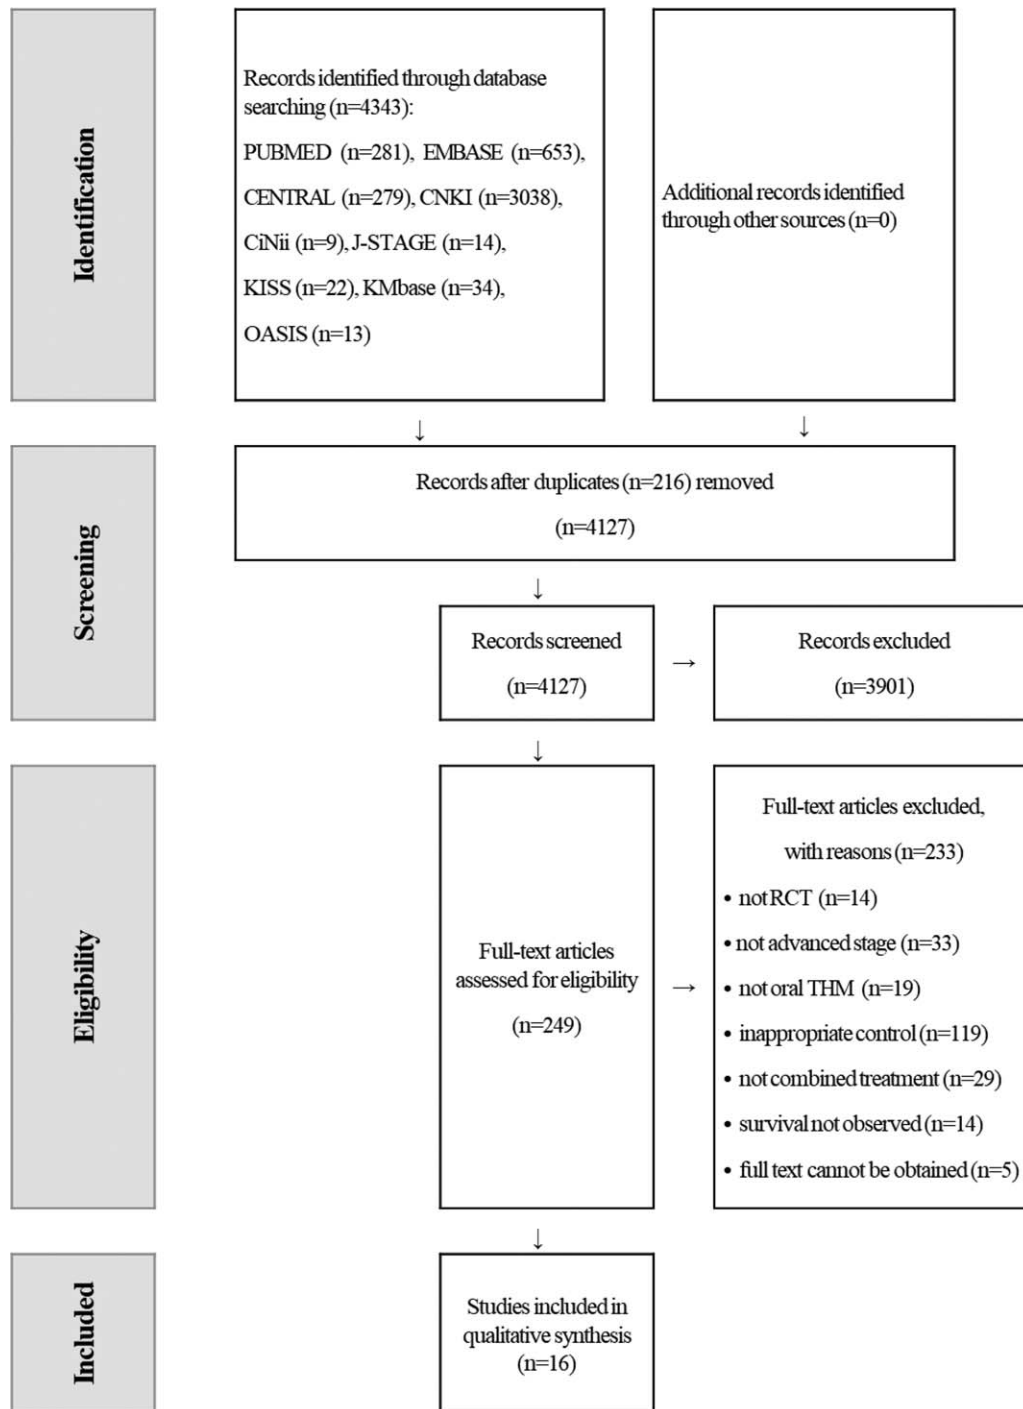 Identification
Records identified through database
searching (n=4343):
PUBMED (n=281), EMBASE (n=653),
CENTRAL (n=279), CNKI (n=3038),
CiNii (n=9), J-STAGE (n=14),
KISS (n=22), KMbase (n=34),
OASIS (n=13)
Additional records identified
through other sources (n=0)
↓
↓
Screening
Records after duplicates (n=216) removed
(n=4127)
↓
Records screened
(n=4127)
→
Records excluded
(n=3901)
↓
Eligibility
Full-text articles
assessed for eligibility
(n=249)
→
Full-text articles excluded,
with reasons (n=233)
• not RCT (n=14)
• not advanced stage (n=33)
• not oral THM (n=19)
• inappropriate control (n=119)
• not combined treatment (n=29)
• survival not observed (n=14)
• full text cannot be obtained (n=5)
↓
Included
Studies included in
qualitative synthesis
(n=16)